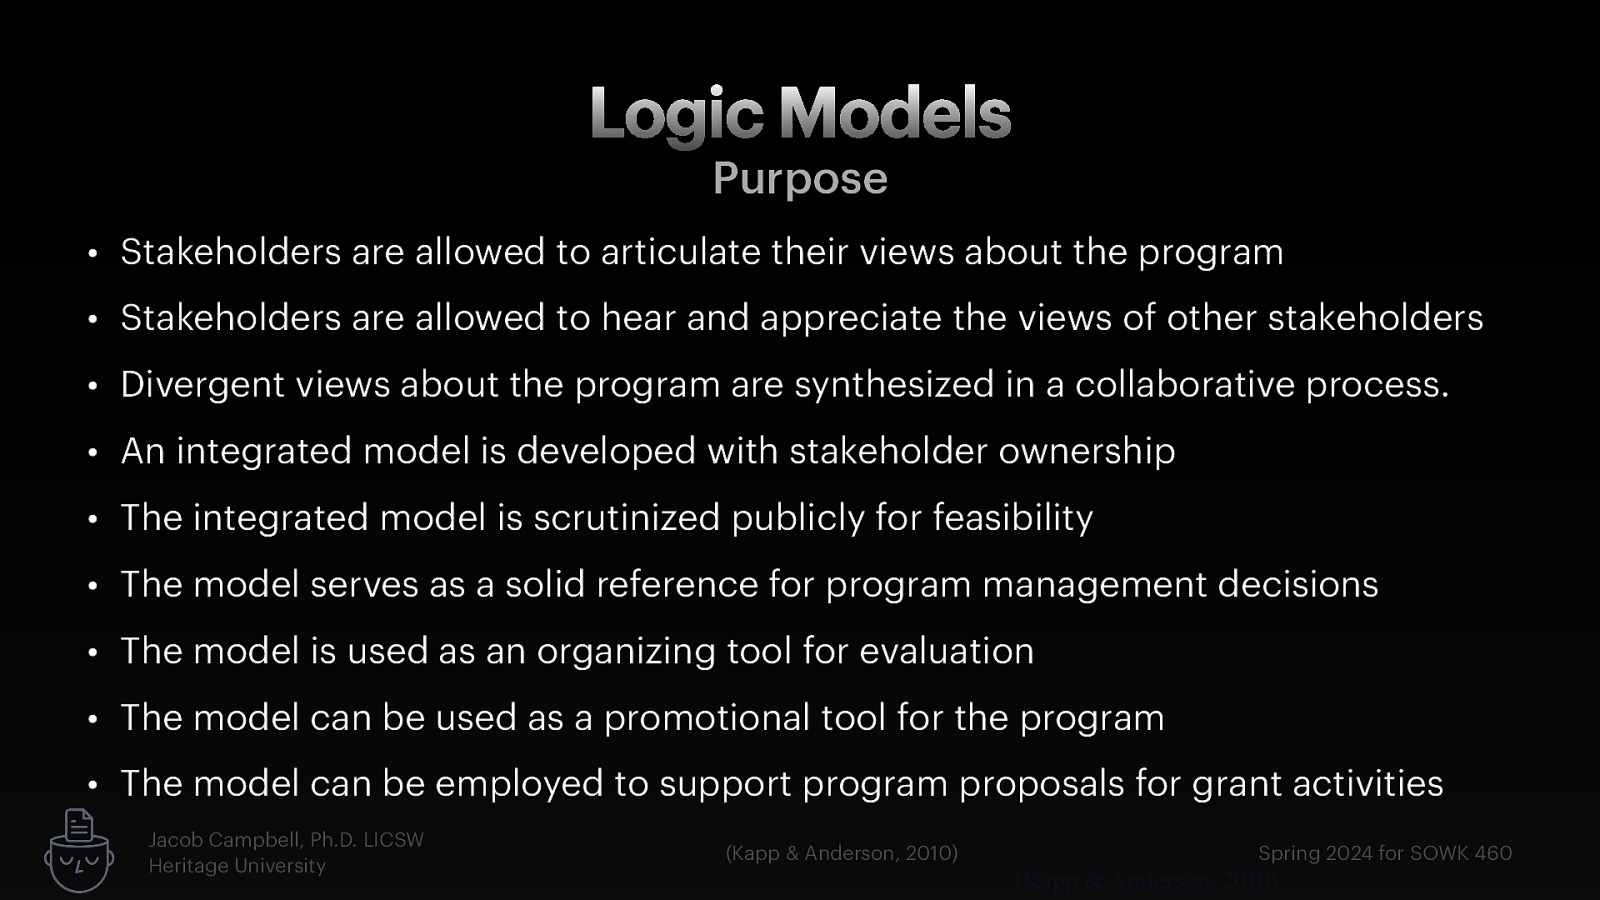 Logic Models
Purpose
• Stakeholders are allowed to articulate their views about the program
• Stakeholders are allowed to hear and appreciate the views of other stakeholders
• Divergent views about the program are synthesized in a collaborative process.
• An integrated model is developed with stakeholder ownership
• The integrated model is scrutinized publicly for feasibility
• The model serves as a solid reference for program management decisions
• The model is used as an organizing tool for evaluation
• The model can be used as a promotional tool for the program
• The model can be employed to support program proposals for grant activities
Jacob Campbell, Ph.D. LICSW
Heritage University
(Kapp & Anderson, 2010)
Spring 2024 for SOWK 460
(Kapp & Anderson, 2010)